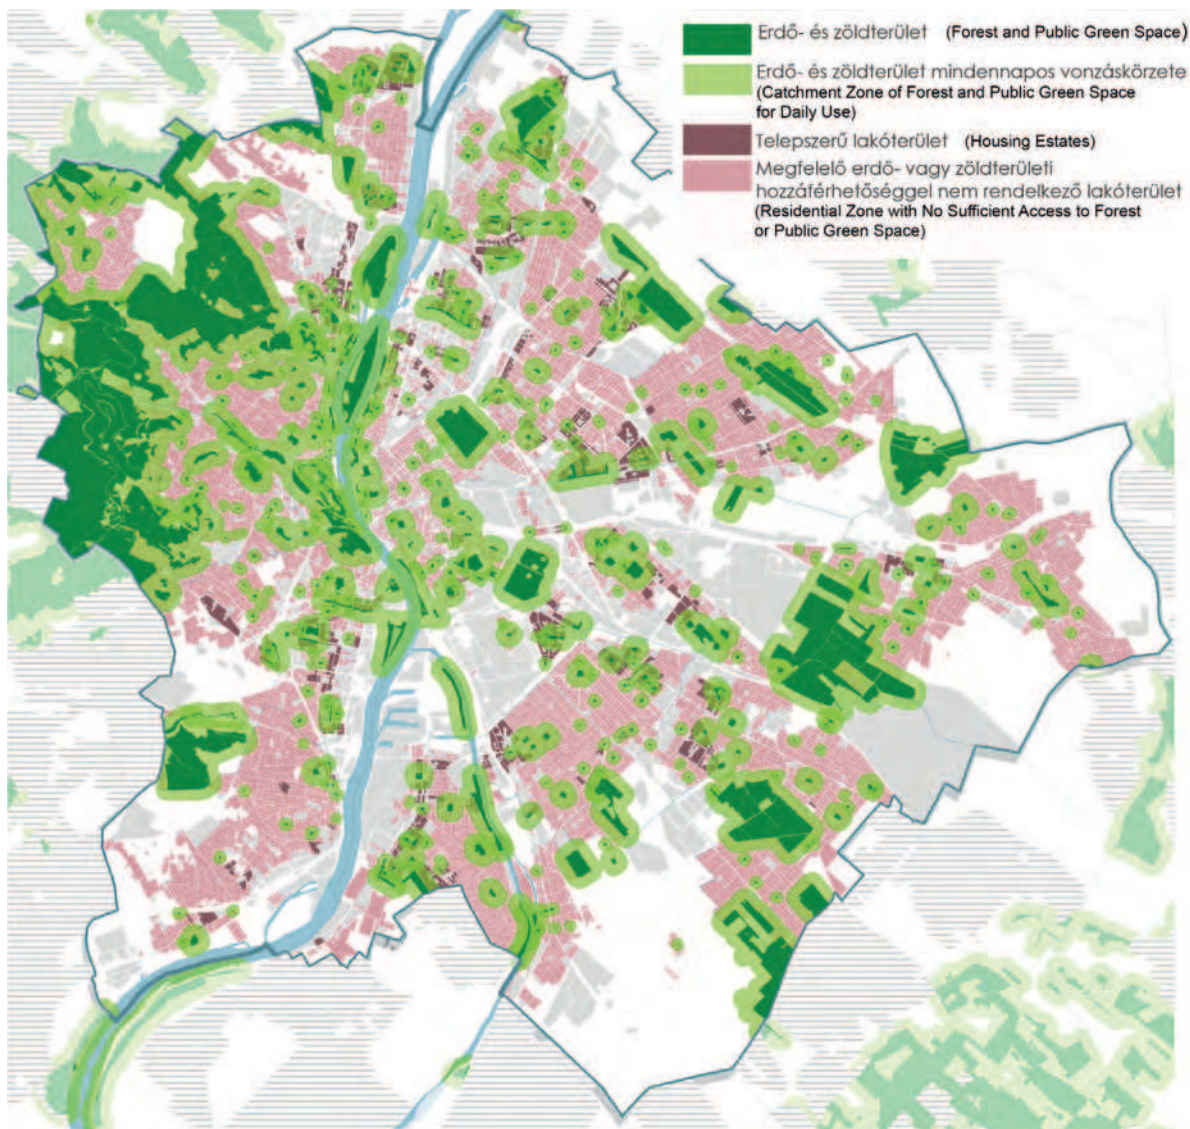 Erdő- és zöldterület (Forest and Public Green Space)
Erdő- és zöldterület mindennapos vonzáskörzete
(Catchment Zone of Forest and Public Green Space
for Daily Use)
Telepszerű lakóterület (Housing Estates)
Megfelelő erdő- vagy zöldterületi
hozzáférhetőséggel nem rendelkező lakóterület
(Residential Zone with No Sufficient Access to Forest
or Public Green Space)